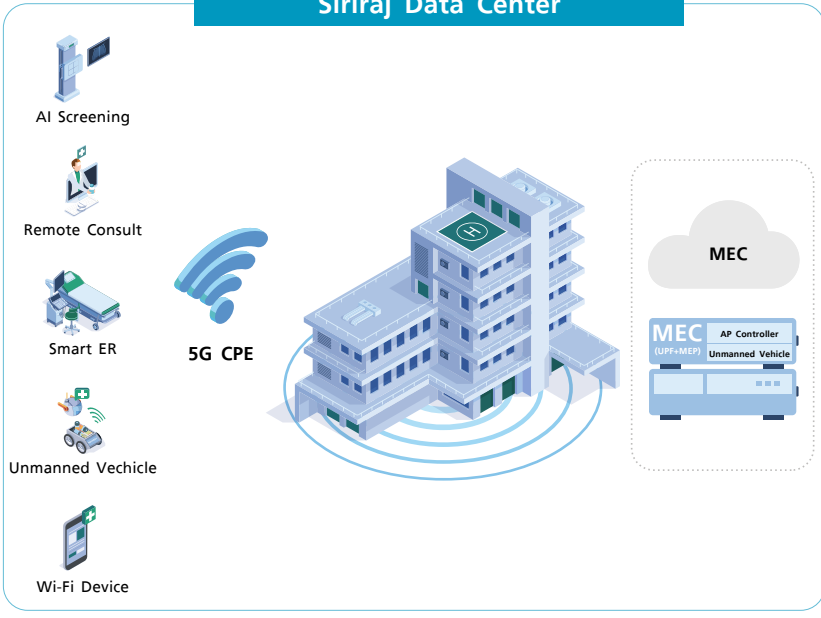 Siriraj Data Center
AI Screening
Remote Consult
Smart ER
Unmanned Vechicle
Wi-Fi Device
5G CPE
H
MEC
MEC
(UPF+MEP)
AP Controller
Unmanned Vehicle